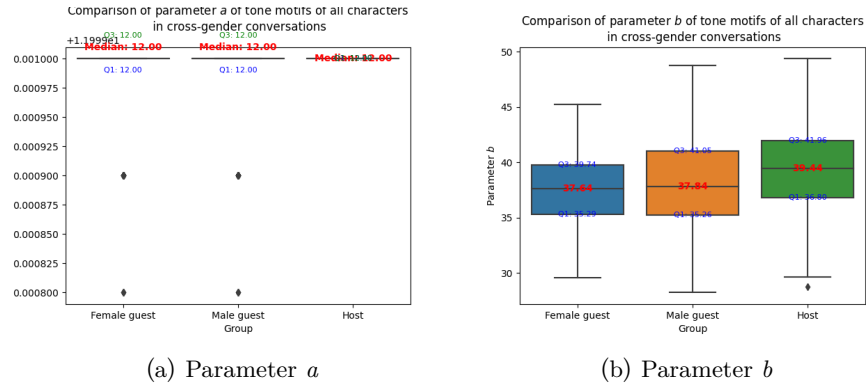 Comparison of parameter a of tone motifs of all characters
in cross-gender conversations
+1.1999e1
Q3: 12.00
Q3: 12.00
Median: 12.00
Median: 12.00
Median: 12.00
Q1: 12.00
Q1: 12.00
0.001000
0.000975
0.000950
0.000925
0.000900
0.000875
0.000850
0.000825
0.000800
Female guest
Male guest
Host
Group
(a) Parameter a
Comparison of parameter b of tone motifs of all characters
in cross-gender conversations
Parameter b
50
45
40
35
30
Q3: 39.74
37.64
Q1: 35.29
Q3: 41.05
37.84
Q1: 35.26
Q3: 41.96
39.44
Q1: 36.80
Female guest
Male guest
Host
Group
(b) Parameter b